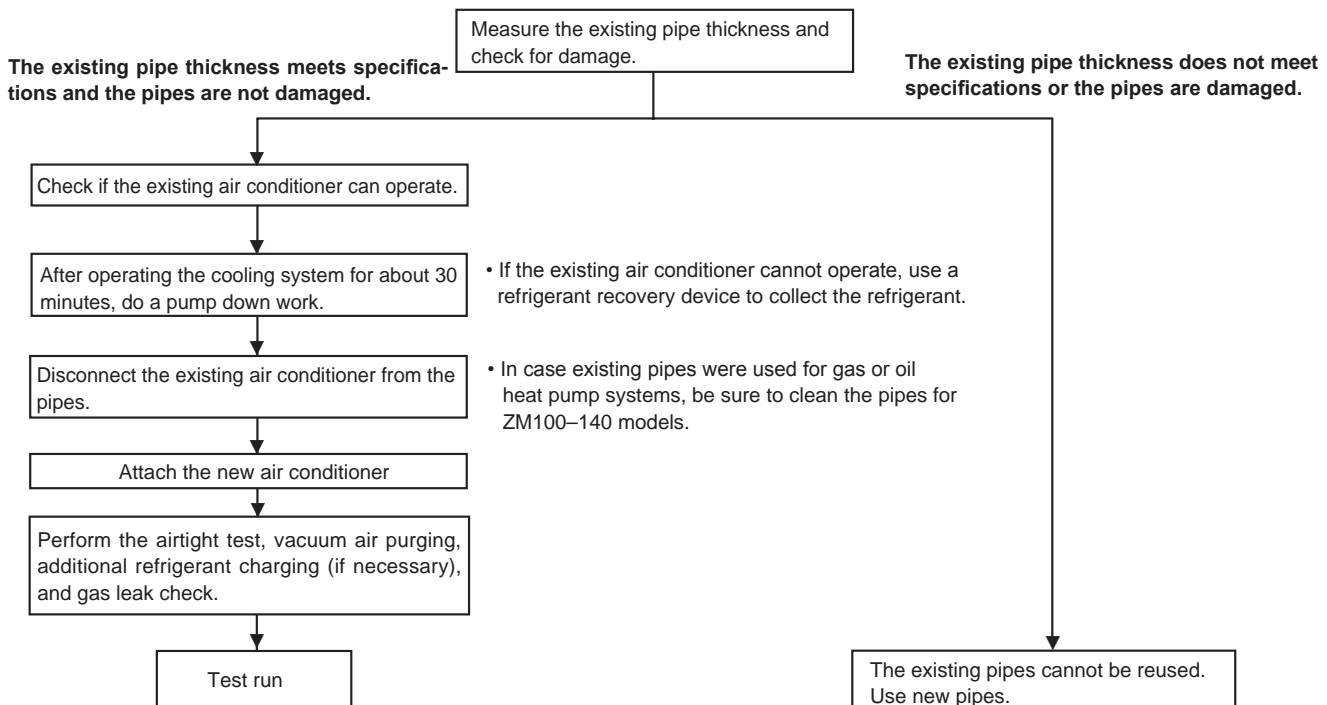 Measure the existing pipe thickness and
check for damage.
The existing pipe thickness meets specifica-
tions and the pipes are not damaged.
The existing pipe thickness does not meet
specifications or the pipes are damaged.
Check if the existing air conditioner can operate.
After operating the cooling system for about 30
minutes, do a pump down work.
• If the existing air conditioner cannot operate, use a
refrigerant recovery device to collect the refrigerant.
Disconnect the existing air conditioner from the
pipes.
• In case existing pipes were used for gas or oil
heat pump systems, be sure to clean the pipes for
ZM100–140 models.
Attach the new air conditioner
Perform the airtight test, vacuum air purging,
additional refrigerant charging (if necessary),
and gas leak check.
Test run
The existing pipes cannot be reused.
Use new pipes.